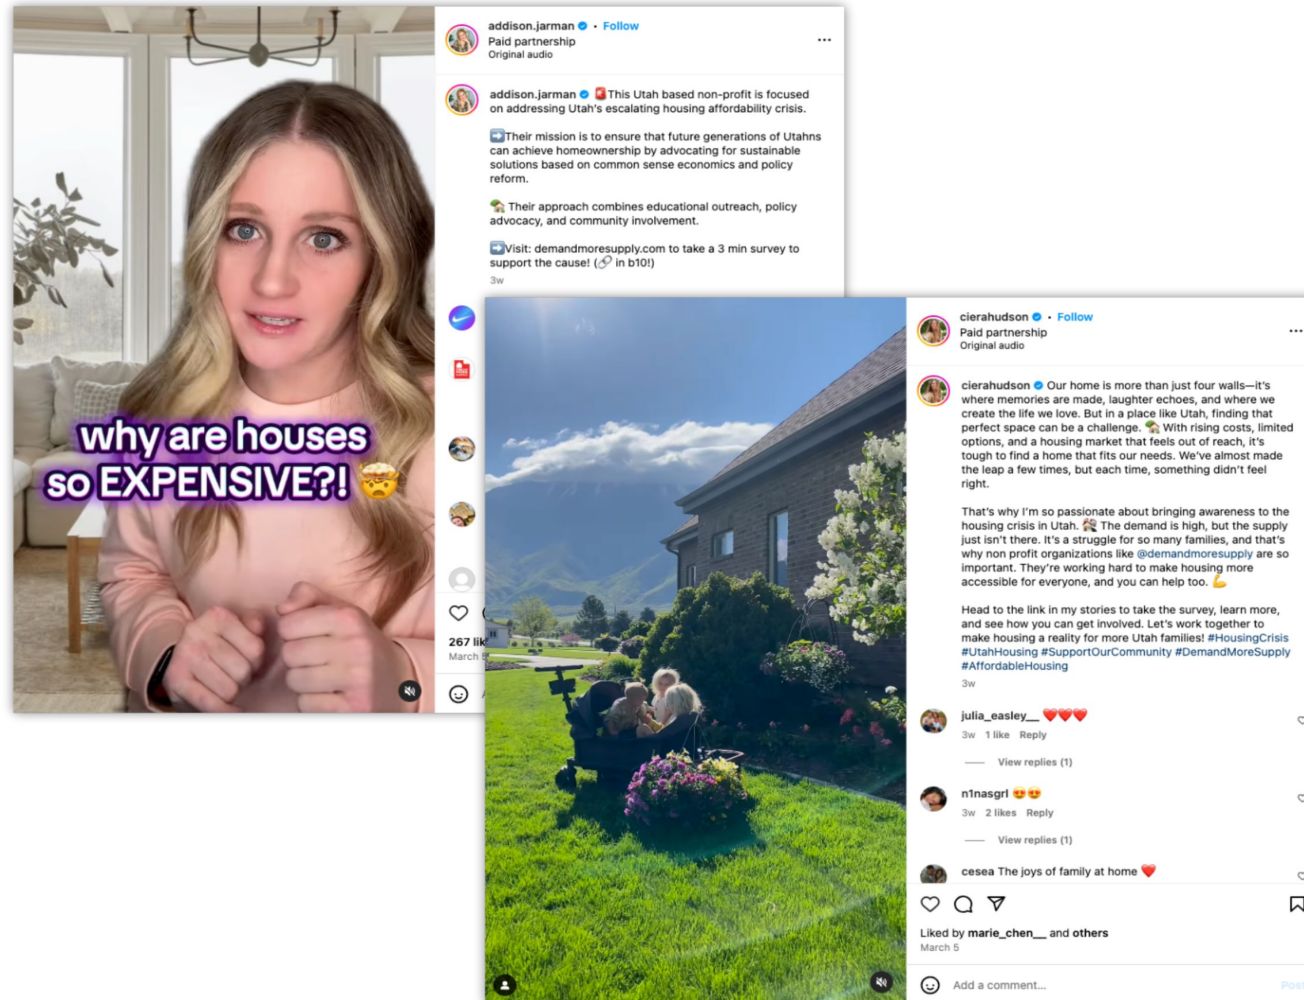 addison.jarman • Follow
Paid partnership
Original audio
addison.jarman 🚨This Utah based non-profit is focused
on addressing Utah's escalating housing affordability crisis.
➡️Their mission is to ensure that future generations of Utahns
can achieve homeownership by advocating for sustainable
solutions based on common sense economics and policy
reform.
🏡 Their approach combines educational outreach, policy
advocacy, and community involvement.
➡️Visit: demandmoresupply.com to take a 3 min survey to
support the cause! (🔗 in b10!)
3w
why are houses
so EXPENSIVE?! 🤯
267 lik
March 5
cierahudson • Follow
Paid partnership
Original audio
cierahudson Our home is more than just four walls—it's
where memories are made, laughter echoes, and where we
create the life we love. But in a place like Utah, finding that
perfect space can be a challenge. 🏡 With rising costs, limited
options, and a housing market that feels out of reach, it's
tough to find a home that fits our needs. We've almost made
the leap a few times, but each time, something didn't feel
right.
That's why I'm so passionate about bringing awareness to the
housing crisis in Utah. 🏘️ The demand is high, but the supply
just isn't there. It's a struggle for so many families, and that's
why non profit organizations like @demandmoresupply are so
important. They're working hard to make housing more
accessible for everyone, and you can help too. 💪
Head to the link in my stories to take the survey, learn more,
and see how you can get involved. Let's work together to
make housing a reality for more Utah families! #HousingCrisis
#UtahHousing #SupportOurCommunity #DemandMoreSupply
#AffordableHousing
3w
julia_easley__ ❤️❤️❤️
3w 1 like Reply
View replies (1)
n1nasgrl 😍😍
3w 2 likes Reply
View replies (1)
cesea The joys of family at home ❤️
Liked by marie_chen__ and others
March 5
Add a comment...
Pos